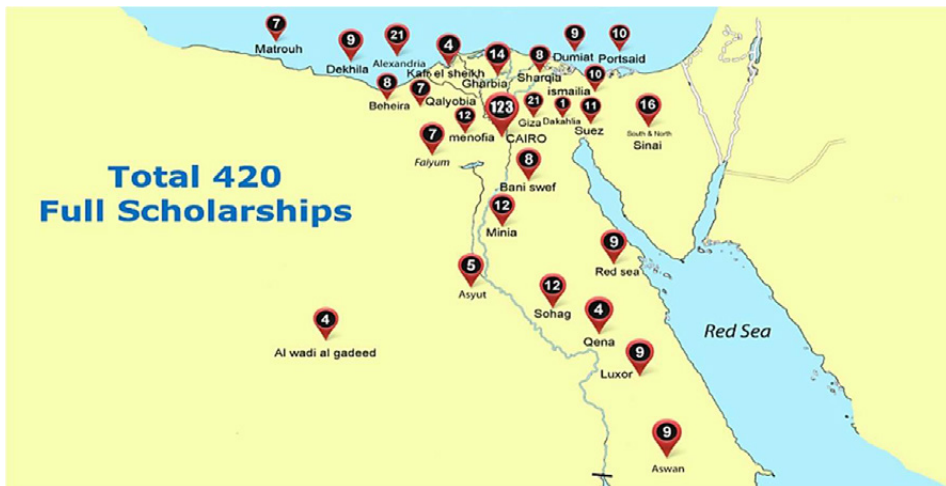 7
Matrouh
9
Dekhila
21
Alexandria
4
Kafr el sheikh
14
Gharbia
8
Sharqia
9
Dumiat
10
Portsaid
10
ismailia
8
Beheira
7
Qalyobia
12
menofia
123
CAIRO
21
Giza
1
Dakahlia
11
Suez
16
South & North
Sinai
7
Faiyum
8
Bani swef
Total 420
Full Scholarships
12
Minia
9
Red sea
5
Asyut
12
Sohag
4
Qena
4
Al wadi al gadeed
Red Sea
9
Luxor
9
Aswan